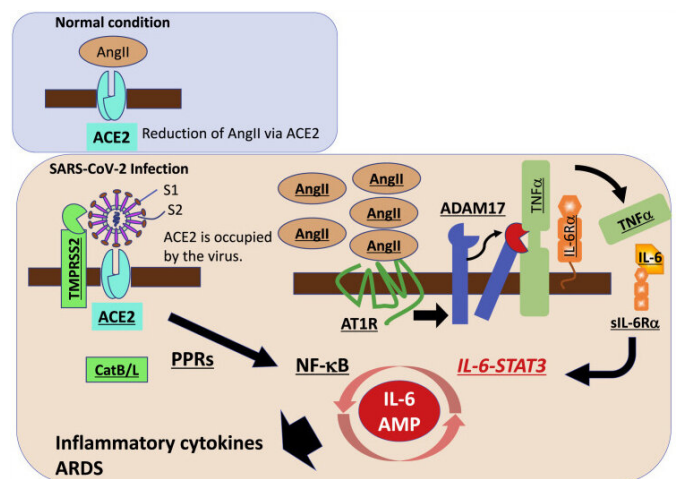 Normal condition
AngII
ACE2
Reduction of AngII via ACE2
SARS-CoV-2 Infection
S1
S2
ACE2 is occupied
by the virus.
TMPRSS2
ACE2
CatB/L
PPRs
AngII
AngII
AngII
AngII
AngII
AT1R
ADAM17
TNFα
IL-6Rα
TNFα
IL-6
sIL-6Rα
NF-κB
IL-6-STAT3
IL-6
AMP
Inflammatory cytokines
ARDS